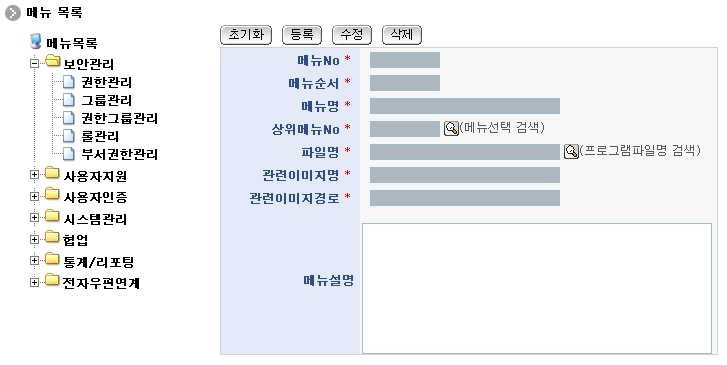 메뉴 목록
메뉴목록
보안관리
권한관리
그룹관리
권한그룹관리
롤관리
부서권한관리
사용자지원
사용자인증
시스템관리
협업
통계/리포팅
전자우편연계
초기화 등록 수정 삭제
메뉴No *
메뉴순서 *
메뉴명 *
상위메뉴No * (메뉴선택 검색)
파일명 * (프로그램파일명 검색)
관련이미지명 *
관련이미지경로 *
메뉴설명